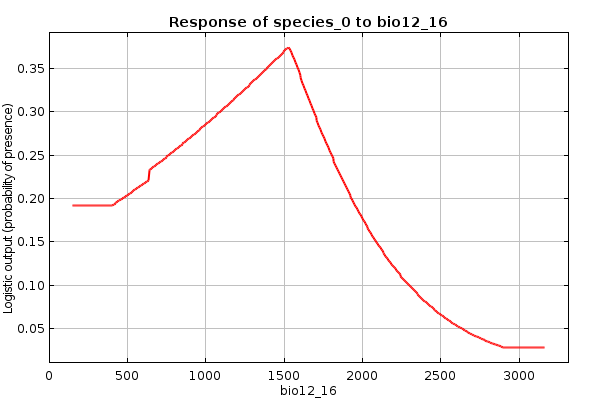 Response of species_0 to bio12_16
Logistic output (probability of presence)
0.35
0.30
0.25
0.20
0.15
0.10
0.05
0 500 1000 1500 2000 2500 3000
bio12_16